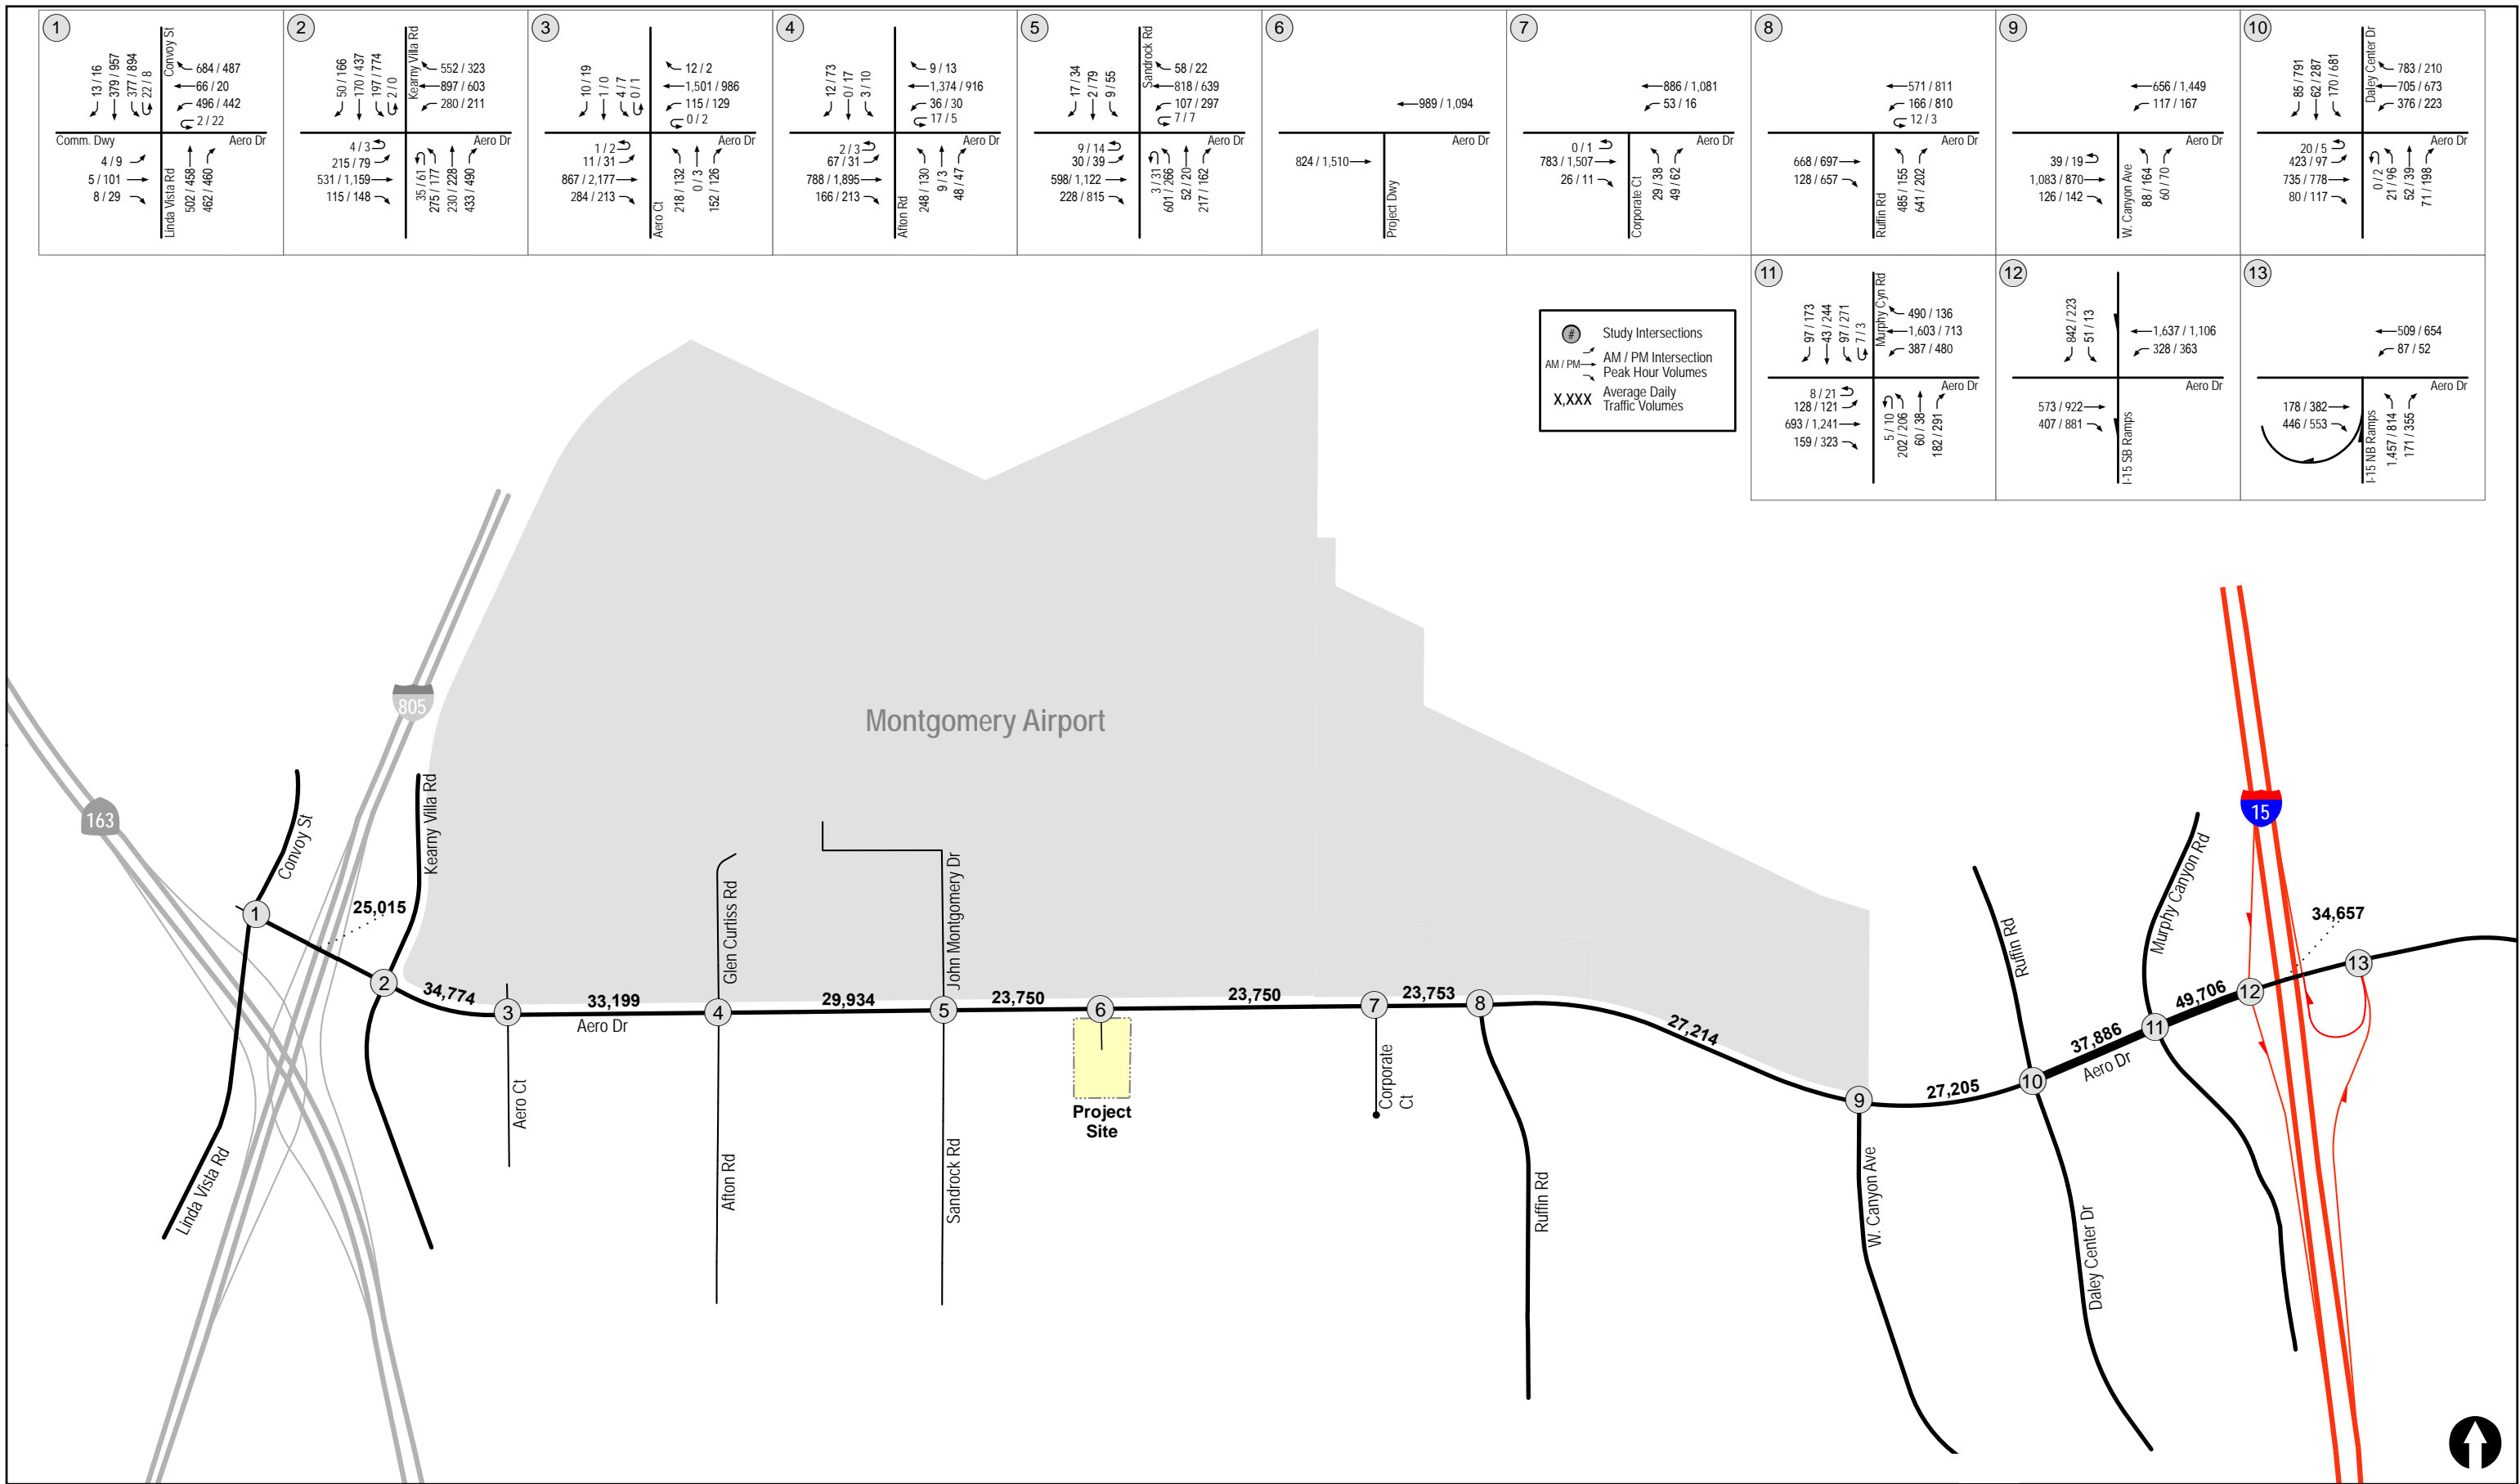 1
13 / 16
379 / 957
377 / 894
22 / 8
Convoy St
684 / 487
66 / 20
496 / 442
2 / 22
Comm. Dwy
Aero Dr
4 / 9
5 / 101
8 / 29
Linda Vista Rd
502 / 458
462 / 460
2
50 / 166
170 / 437
197 / 774
2 / 0
Kearny Villa Rd
552 / 323
897 / 603
280 / 211
Aero Dr
4 / 3
215 / 79
531 / 1,159
115 / 148
35 / 61
275 / 177
230 / 228
433 / 490
3
10 / 19
1 / 0
4 / 7
0 / 1
12 / 2
1,501 / 986
115 / 129
0 / 2
Aero Dr
1 / 2
11 / 31
867 / 2,177
284 / 213
Aero Ct
218 / 132
0 / 3
152 / 126
4
12 / 73
0 / 17
3 / 10
9 / 13
1,374 / 916
36 / 30
17 / 5
Aero Dr
2 / 3
67 / 31
788 / 1,895
166 / 213
Afton Rd
248 / 130
9 / 3
48 / 47
5
17 / 34
2 / 79
9 / 55
Sandrock Rd
58 / 22
818 / 639
107 / 297
7 / 7
Aero Dr
9 / 14
30 / 39
598/ 1,122
228 / 815
3 / 31
601 / 266
52 / 20
217 / 162
6
989 / 1,094
Aero Dr
824 / 1,510
Project Dwy
7
886 / 1,081
53 / 16
Aero Dr
0 / 1
783 / 1,507
26 / 11
Corporate Ct
29 / 38
49 / 62
8
571 / 811
166 / 810
12 / 3
Aero Dr
668 / 697
128 / 657
Ruffin Rd
485 / 155
641 / 202
9
656 / 1,449
117 / 167
Aero Dr
39 / 19
1,083 / 870
126 / 142
W. Canyon Ave
88 / 164
60 / 70
10
85 / 791
62 / 287
170 / 681
Daley Center Dr
783 / 210
705 / 673
376 / 223
Aero Dr
20 / 5
423 / 97
735 / 778
80 / 117
0 / 2
21 / 96
52 / 39
71 / 198
11
97 / 173
43 / 244
97 / 271
7 / 3
Murphy Cyn Rd
490 / 136
1,603 / 713
387 / 480
Aero Dr
8 / 21
128 / 121
693 / 1,241
159 / 323
5 / 10
202 / 206
60 / 38
182 / 291
12
842 / 223
51 / 13
1,637 / 1,106
328 / 363
Aero Dr
573 / 922
407 / 881
I-15 SB Ramps
13
509 / 654
87 / 52
Aero Dr
178 / 382
446 / 553
I-15 NB Ramps
1,457 / 814
171 / 355
# Study Intersections
AM / PM
AM / PM Intersection
Peak Hour Volumes
X,XXX
Average Daily
Traffic Volumes
Montgomery Airport
805
163
15
Convoy St
Kearny Villa Rd
Linda Vista Rd
1
25,015
2
34,774
3
33,199
Aero Dr
Aero Ct
Glen Curtiss Rd
4
Afton Rd
29,934
John Montgomery Dr
5
Sandrock Rd
23,750
6
Project
Site
23,750
7
Corporate
Ct
23,753
8
Ruffin Rd
27,214
9
W. Canyon Ave
27,205
Ruffin Rd
10
Daley Center Dr
37,886
Aero Dr
Murphy Canyon Rd
11
49,706
12
34,657
13